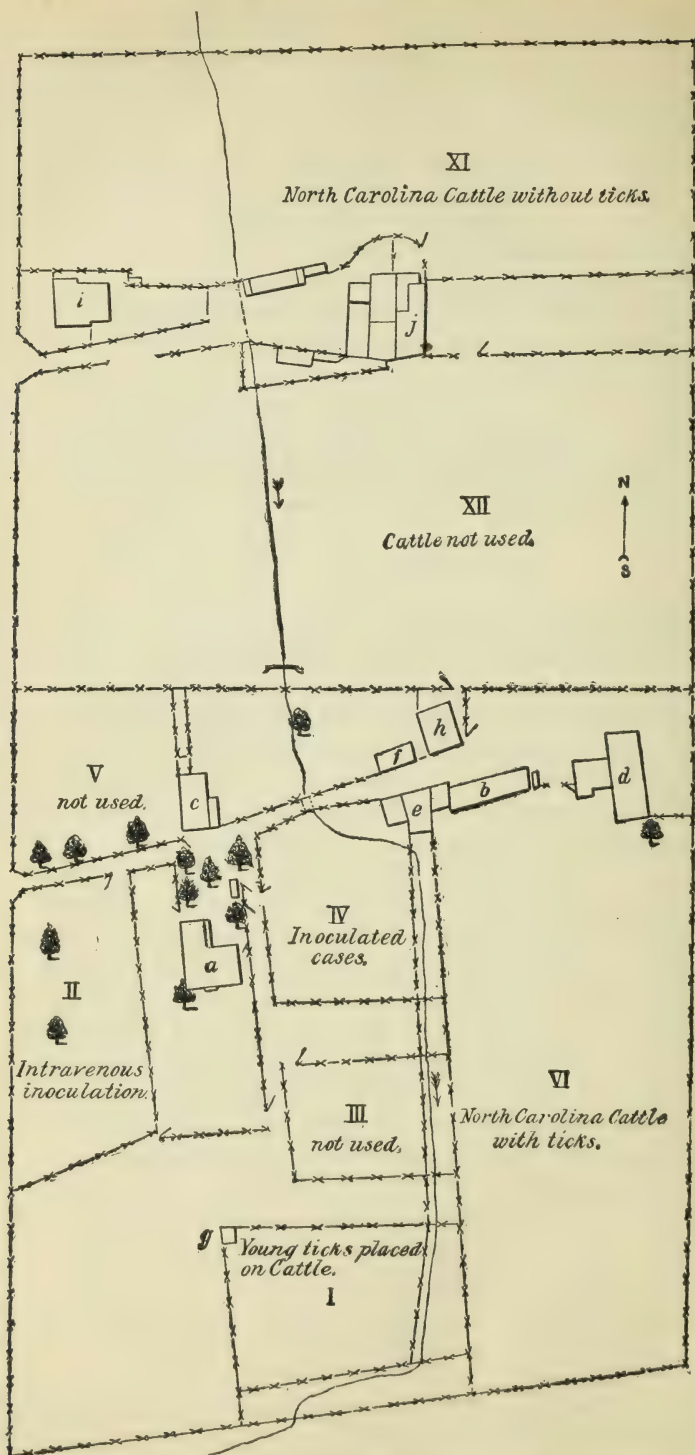 XI
North Carolina Cattle without ticks.
i
j
XII
Cattle not used.
N
S
V
not used.
c
f
h
e
b
d
II
Intravenous
inoculation.
a
IV
Inoculated
cases.
III
not used.
VI
North Carolina Cattle
with ticks.
g
Young ticks placed
on Cattle.
I